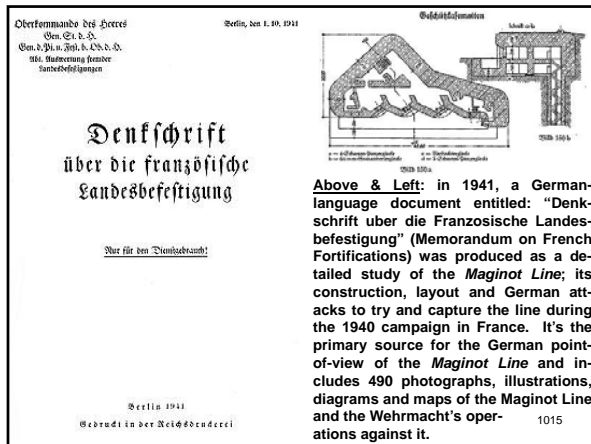 Oberkommando des Heeres
Gen. St. d. H.
Gen. d. Pi. u. Fest. b. Ob. d. H.
Abt. Auswertung fremder
Landesbefestigungen
Berlin, den 1. 10. 1941
Denkschrift
über die französische
Landesbefestigung
Nur für den Dienstgebrauch!
Berlin 1941
Gedruckt in der Reichsdruckerei
Geschützkasematten
Bild 150 a
Bild 150 b
Above & Left: in 1941, a German-
language document entitled: “Denk-
schrift uber die Franzosische Landes-
befestigung” (Memorandum on French
Fortifications) was produced as a de-
tailed study of the Maginot Line; its
construction, layout and German att-
acks to try and capture the line during
the 1940 campaign in France. It’s the
primary source for the German point-
of-view of the Maginot Line and in-
cludes 490 photographs, illustrations,
diagrams and maps of the Maginot Line
and the Wehrmacht’s oper-
ations against it.
1015